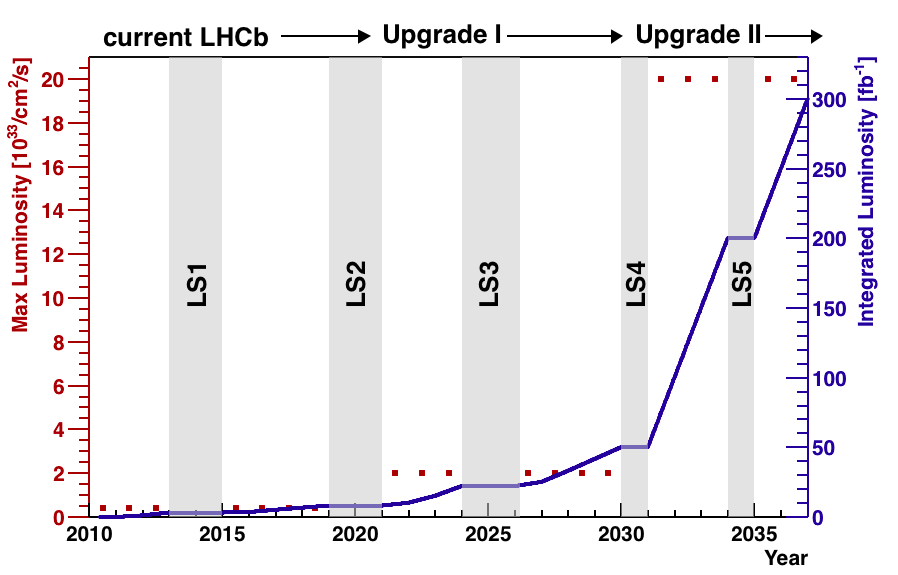 current LHCb Upgrade I Upgrade II
Max Luminosity [10³³/cm²/s]
20
18
16
14
12
10
8
6
4
2
0
LS1
LS2
LS3
LS4
LS5
300
250
200
150
100
50
0
Integrated Luminosity [fb⁻¹]
2010 2015 2020 2025 2030 2035
Year